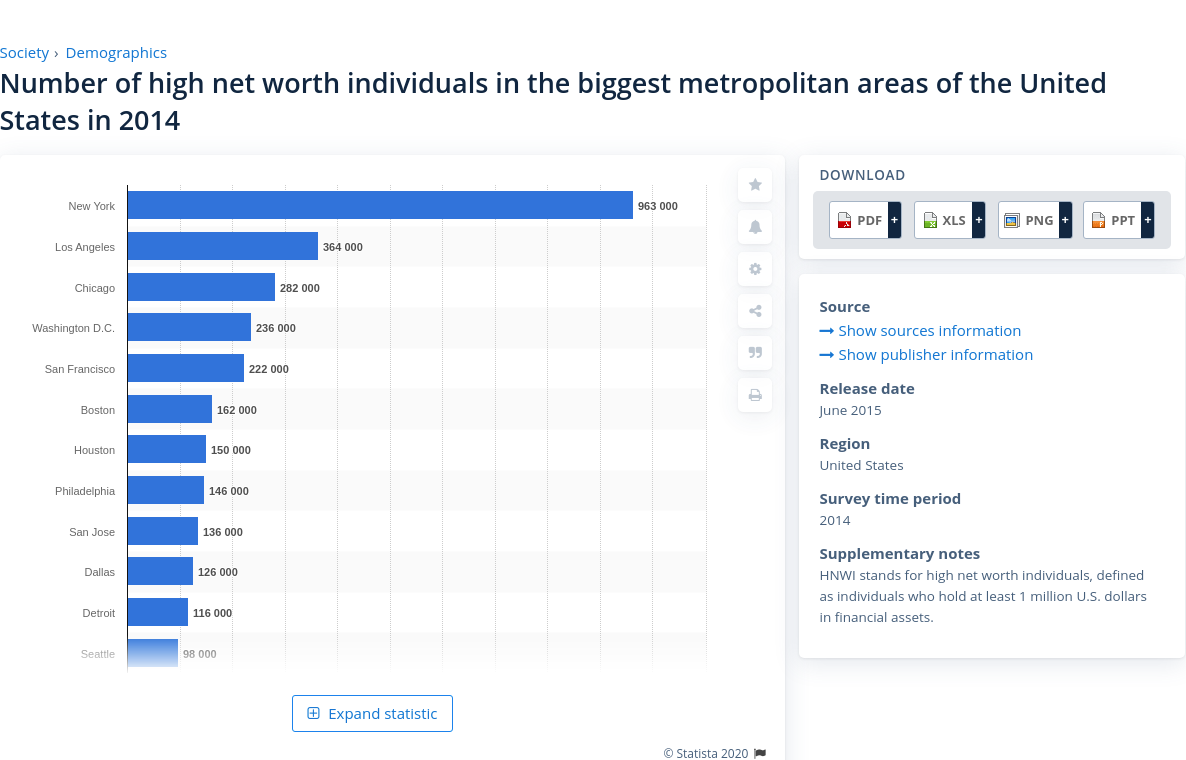 Society › Demographics
Number of high net worth individuals in the biggest metropolitan areas of the United
States in 2014
New York 963 000
Los Angeles 364 000
Chicago 282 000
Washington D.C. 236 000
San Francisco 222 000
Boston 162 000
Houston 150 000
Philadelphia 146 000
San Jose 136 000
Dallas 126 000
Detroit 116 000
Seattle 98 000
Expand statistic
© Statista 2020
DOWNLOAD
PDF + XLS + PNG + PPT +
Source
Show sources information
Show publisher information
Release date
June 2015
Region
United States
Survey time period
2014
Supplementary notes
HNWI stands for high net worth individuals, defined
as individuals who hold at least 1 million U.S. dollars
in financial assets.